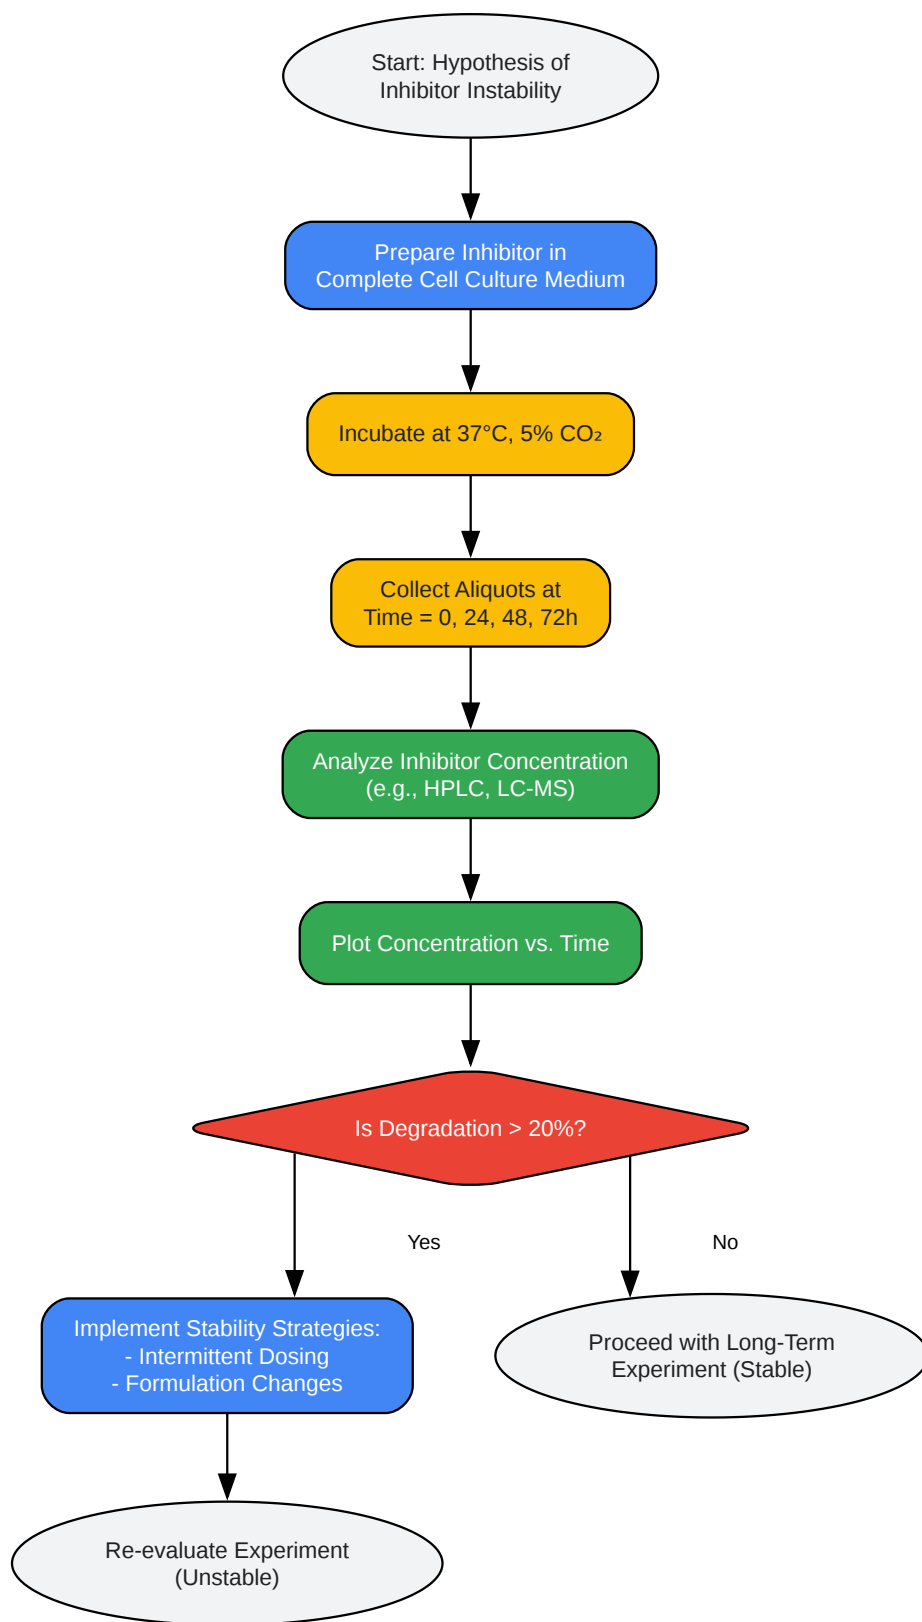 Start: Hypothesis of
Inhibitor Instability
Prepare Inhibitor in
Complete Cell Culture Medium
Incubate at 37°C, 5% CO₂
Collect Aliquots at
Time = 0, 24, 48, 72h
Analyze Inhibitor Concentration
(e.g., HPLC, LC-MS)
Plot Concentration vs. Time
Is Degradation > 20%?
Yes
No
Implement Stability Strategies:
- Intermittent Dosing
- Formulation Changes
Proceed with Long-Term
Experiment (Stable)
Re-evaluate Experiment
(Unstable)